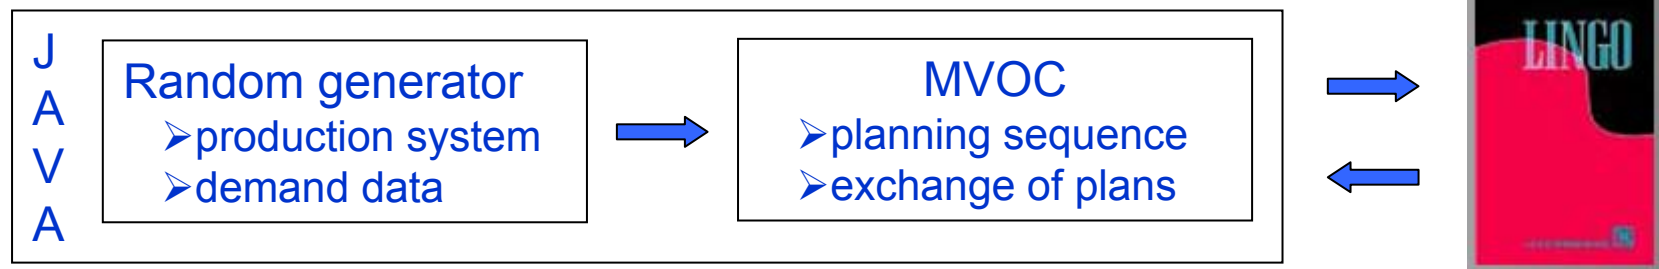 J
A
V
A
Random generator
➢production system
➢demand data
MVOC
➢planning sequence
➢exchange of plans
LINGO